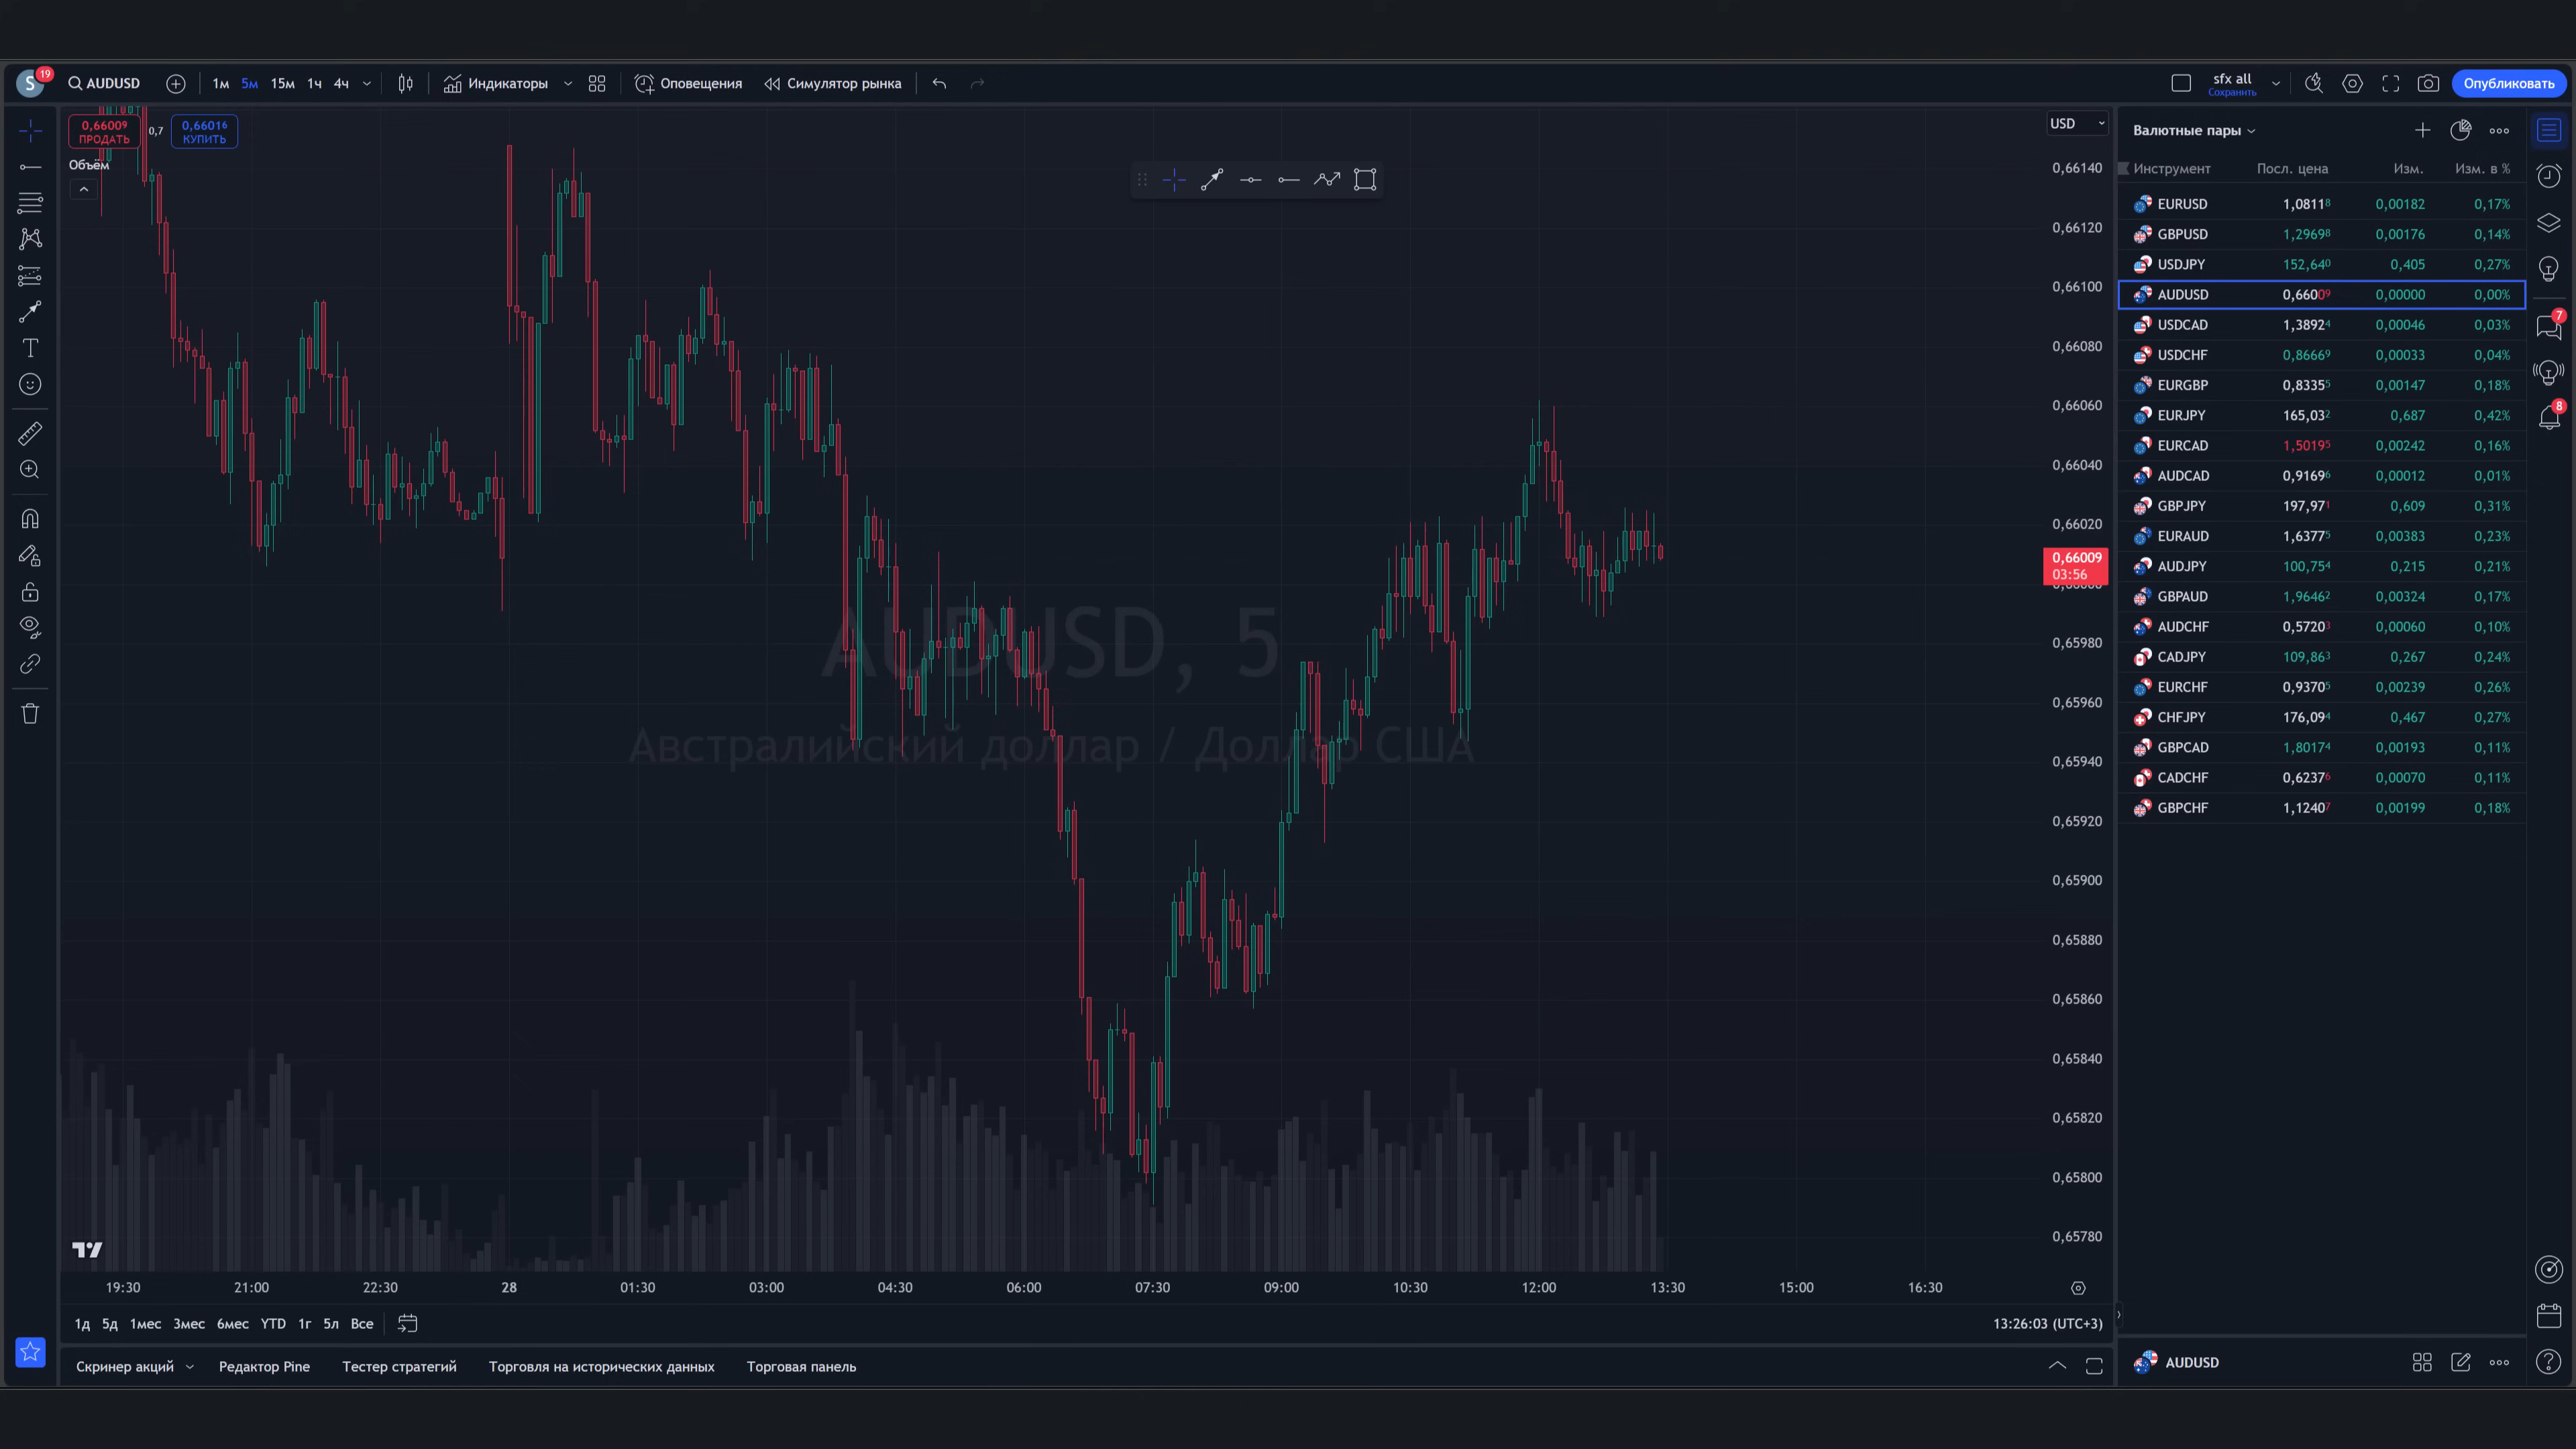 S 19 AUDUSD 1м 5м 15м 1ч 4ч Индикаторы Оповещения Симулятор рынка sfx all Сохранить Опубликовать
0,66009 ПРОДАТЬ 0,7 0,66016 КУПИТЬ
Объём
USD
0,66140
0,66120
0,66100
0,66080
0,66060
0,66040
0,66020
0,66009
03:56
0,65980
0,65960
0,65940
0,65920
0,65900
0,65880
0,65860
0,65840
0,65820
0,65800
0,65780
AUDUSD, 5
Австралийский доллар / Доллар США
19:30 21:00 22:30 28 01:30 03:00 04:30 06:00 07:30 09:00 10:30 12:00 13:30 15:00 16:30
1д 5д 1мес 3мес 6мес YTD 1г 5л Все 13:26:03 (UTC+3)
Скринер акций Редактор Pine Тестер стратегий Торговля на исторических данных Торговая панель
Валютные пары
Инструмент Посл. цена Изм. Изм. в %
EURUSD 1,08118 0,00182 0,17%
GBPUSD 1,29698 0,00176 0,14%
USDJPY 152,640 0,405 0,27%
AUDUSD 0,66009 0,00000 0,00%
USDCAD 1,38924 0,00046 0,03%
USDCHF 0,86669 0,00033 0,04%
EURGBP 0,83355 0,00147 0,18%
EURJPY 165,032 0,687 0,42%
EURCAD 1,50195 0,00242 0,16%
AUDCAD 0,91696 0,00012 0,01%
GBPJPY 197,971 0,609 0,31%
EURAUD 1,63775 0,00383 0,23%
AUDJPY 100,754 0,215 0,21%
GBPAUD 1,96462 0,00324 0,17%
AUDCHF 0,57203 0,00060 0,10%
CADJPY 109,863 0,267 0,24%
EURCHF 0,93705 0,00239 0,26%
CHFJPY 176,094 0,467 0,27%
GBPCAD 1,80174 0,00193 0,11%
CADCHF 0,62376 0,00070 0,11%
GBPCHF 1,12407 0,00199 0,18%
7
8
AUDUSD